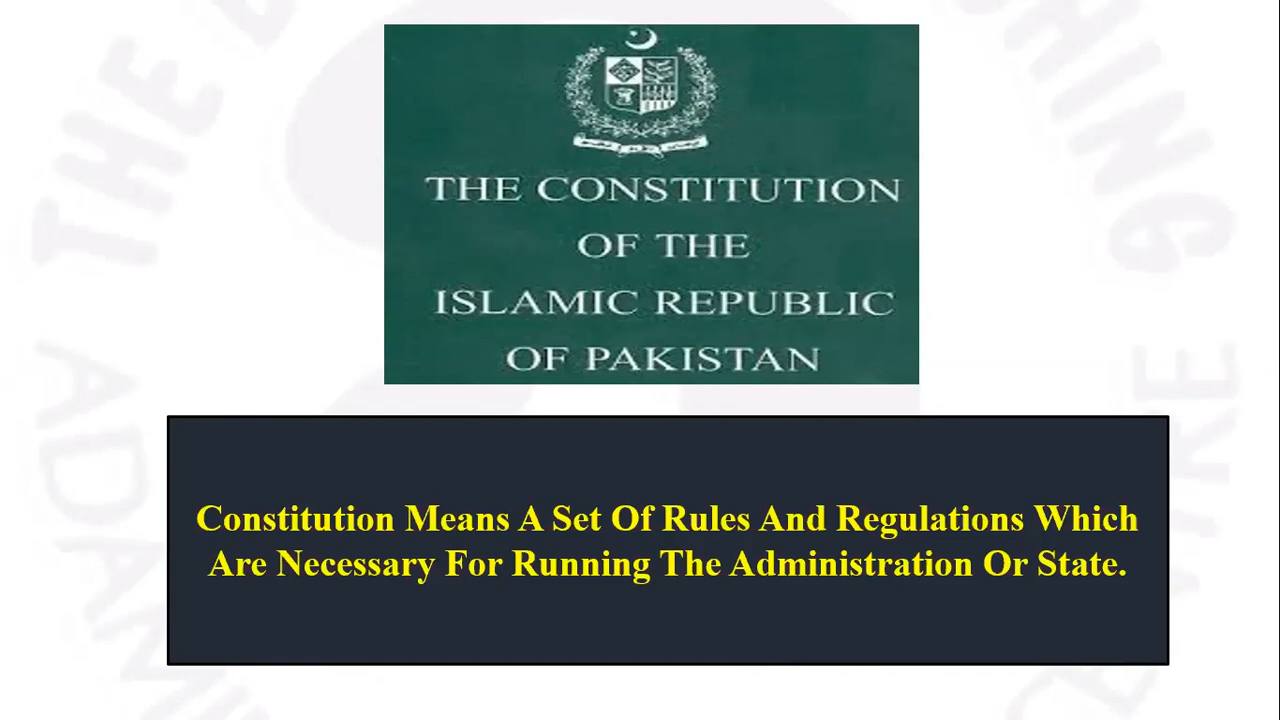 THE CONSTITUTION
OF THE
ISLAMIC REPUBLIC
OF PAKISTAN
Constitution Means A Set Of Rules And Regulations Which
Are Necessary For Running The Administration Or State.